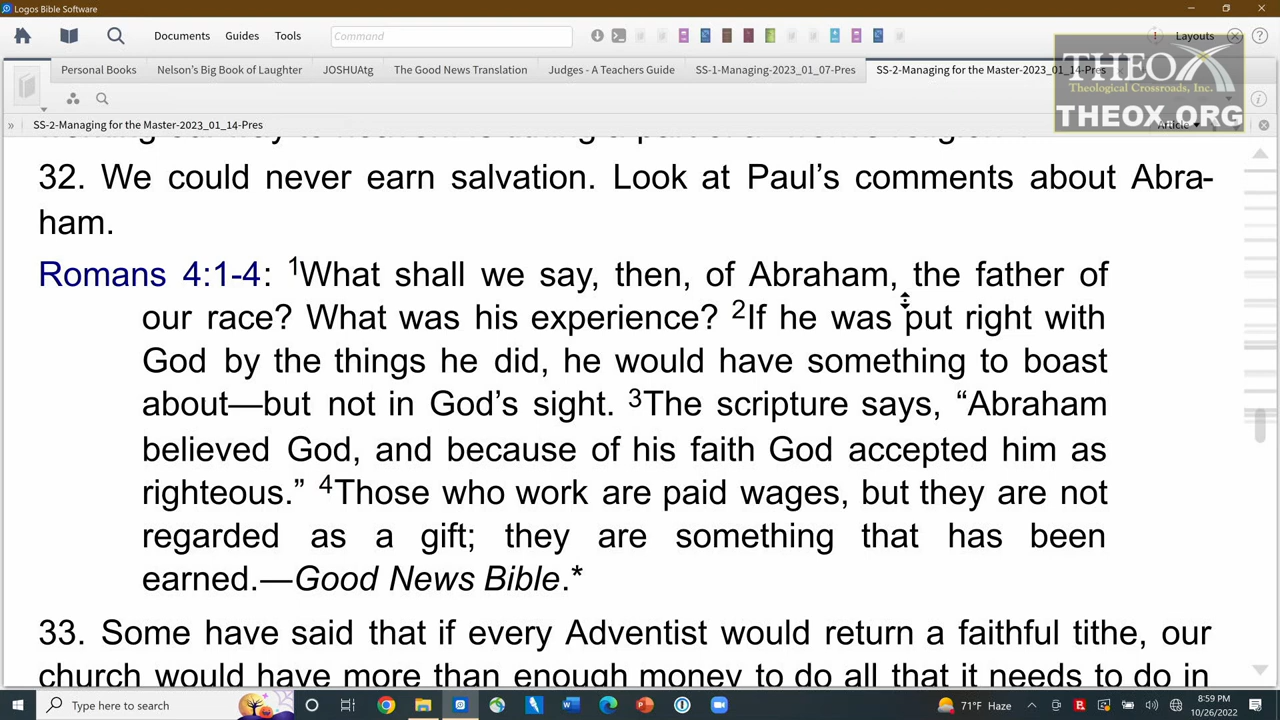 Logos Bible Software
Documents Guides Tools Command Layouts
THEOX
Theological Crossroads, Inc.
THEOX.ORG
Personal Books Nelson's Big Book of Laughter JOSHUA Good News Translation Judges - A Teachers Guide SS-1-Managing-2023_01_07-Pres SS-2-Managing for the Master-2023_01_14-Pres
» SS-2-Managing for the Master-2023_01_14-Pres Article
32. We could never earn salvation. Look at Paul's comments about Abra-
ham.
Romans 4:1-4: 1What shall we say, then, of Abraham, the father of
our race? What was his experience? 2If he was put right with
God by the things he did, he would have something to boast
about—but not in God's sight. 3The scripture says, “Abraham
believed God, and because of his faith God accepted him as
righteous.” 4Those who work are paid wages, but they are not
regarded as a gift; they are something that has been
earned.—Good News Bible.*
33. Some have said that if every Adventist would return a faithful tithe, our
church would have more than enough money to do all that it needs to do in
Type here to search 71°F Haze 8:59 PM
10/26/2022